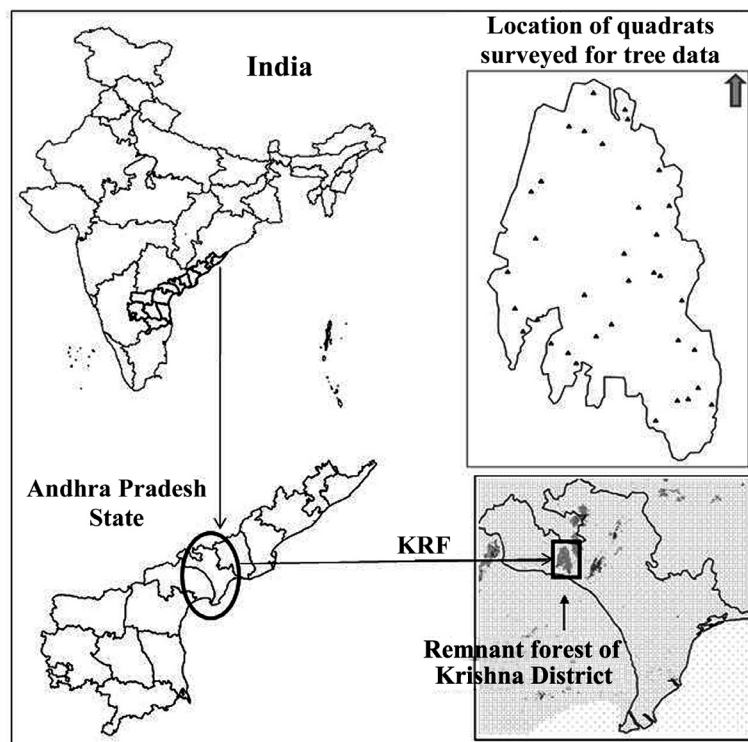 India
Location of quadrats
surveyed for tree data
Andhra Pradesh
State
KRF
Remnant forest of
Krishna District